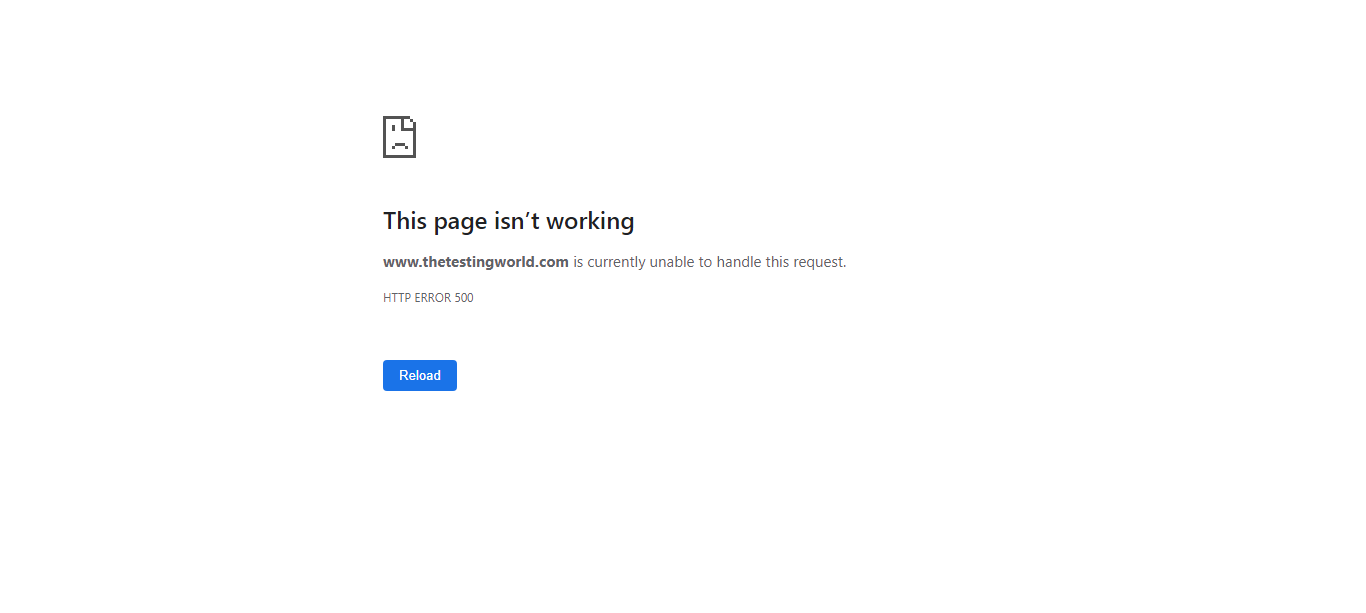 This page isn’t working
www.thetestingworld.com is currently unable to handle this request.
HTTP ERROR 500
Reload